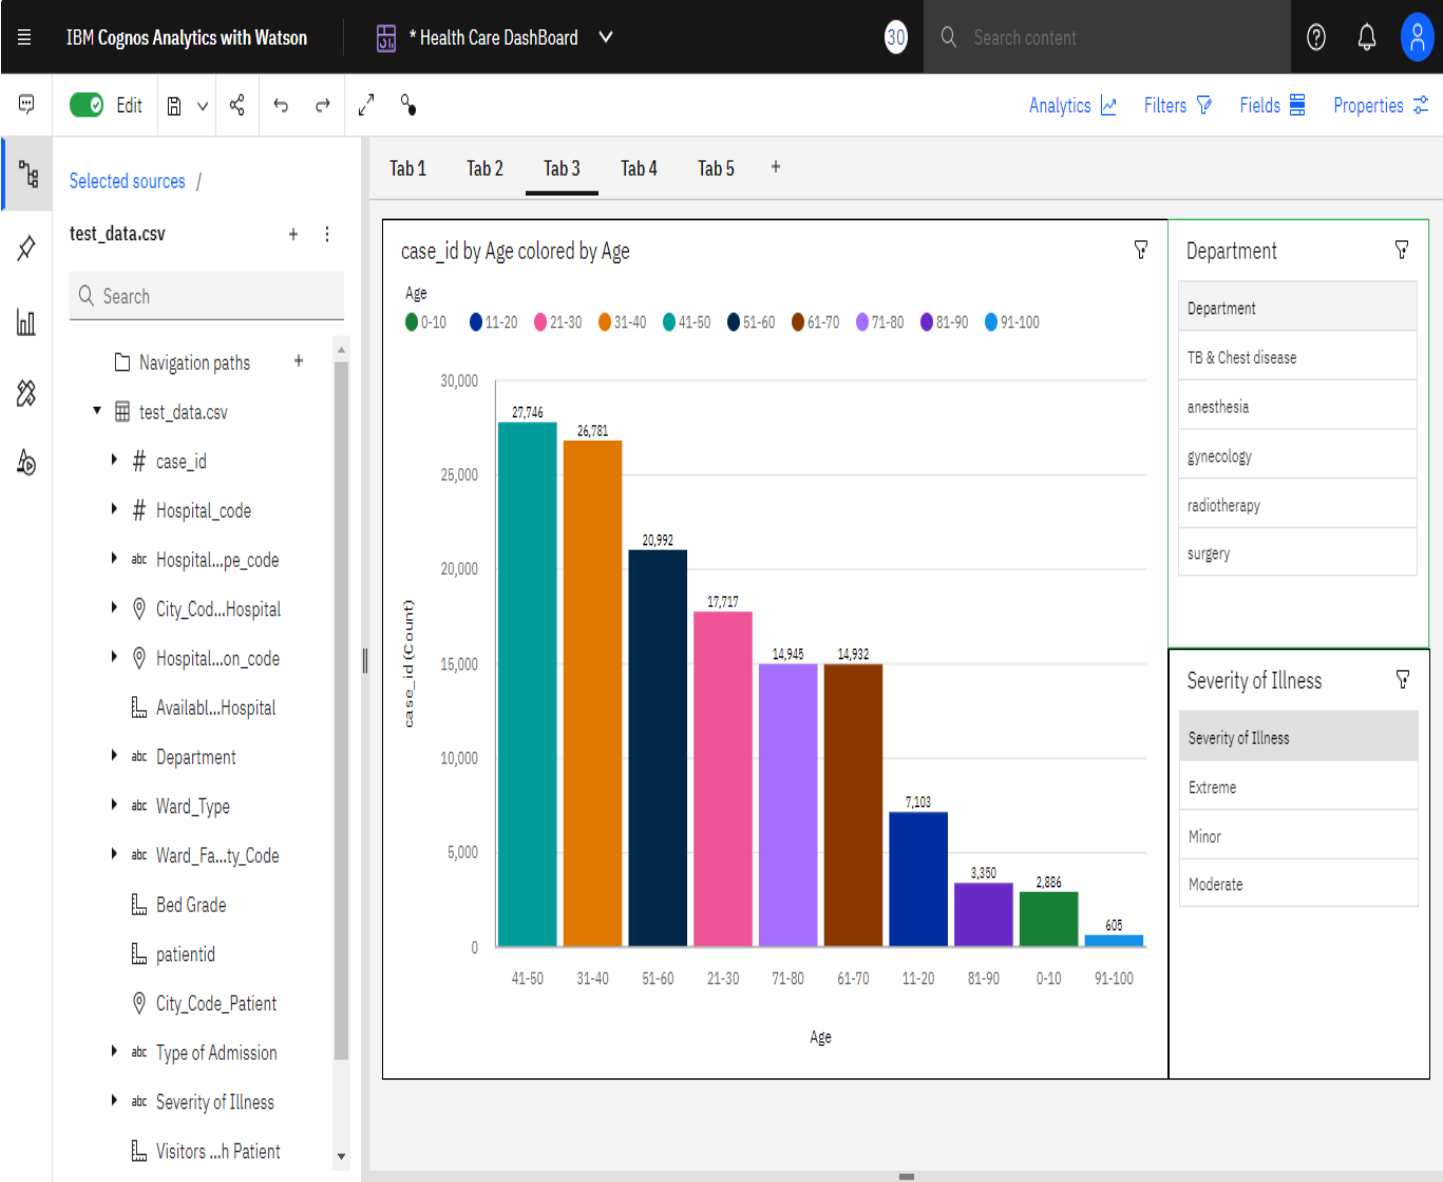 IBM Cognos Analytics with Watson
* Health Care DashBoard
30
Search content
Edit
Analytics
Filters
Fields
Properties
Selected sources /
test_data.csv
Search
Navigation paths
test_data.csv
# case_id
# Hospital_code
abc Hospital...pe_code
City_Cod...Hospital
Hospital...on_code
Availabl...Hospital
abc Department
abc Ward_Type
abc Ward_Fa...ty_Code
Bed Grade
patientid
City_Code_Patient
abc Type of Admission
abc Severity of Illness
Visitors ...h Patient
Tab 1
Tab 2
Tab 3
Tab 4
Tab 5
+
case_id by Age colored by Age
Age
0-10 11-20 21-30 31-40 41-50 51-60 61-70 71-80 81-90 91-100
case_id (Count)
30,000
25,000
20,000
15,000
10,000
5,000
0
27,746
26,781
20,992
17,717
14,945
14,932
7,103
3,350
2,886
605
41-50 31-40 51-60 21-30 71-80 61-70 11-20 81-90 0-10 91-100
Age
Department
Department
TB & Chest disease
anesthesia
gynecology
radiotherapy
surgery
Severity of Illness
Severity of Illness
Extreme
Minor
Moderate